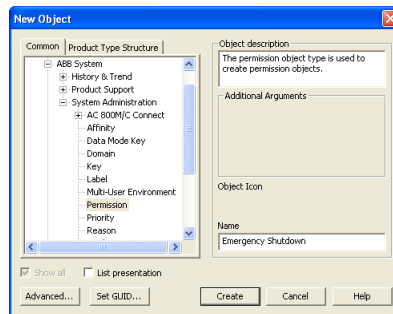 New Object
Common
Product Type Structure
ABB System
History & Trend
Product Support
System Administration
AC 800M/C Connect
Affinity
Data Mode Key
Domain
Key
Label
Multi-User Environment
Permission
Priority
Reason
Object description
The permission object type is used to
create permission objects.
Additional Arguments
Object Icon
Name
Emergency Shutdown
Show all
List presentation
Advanced...
Set GUID...
Create
Cancel
Help